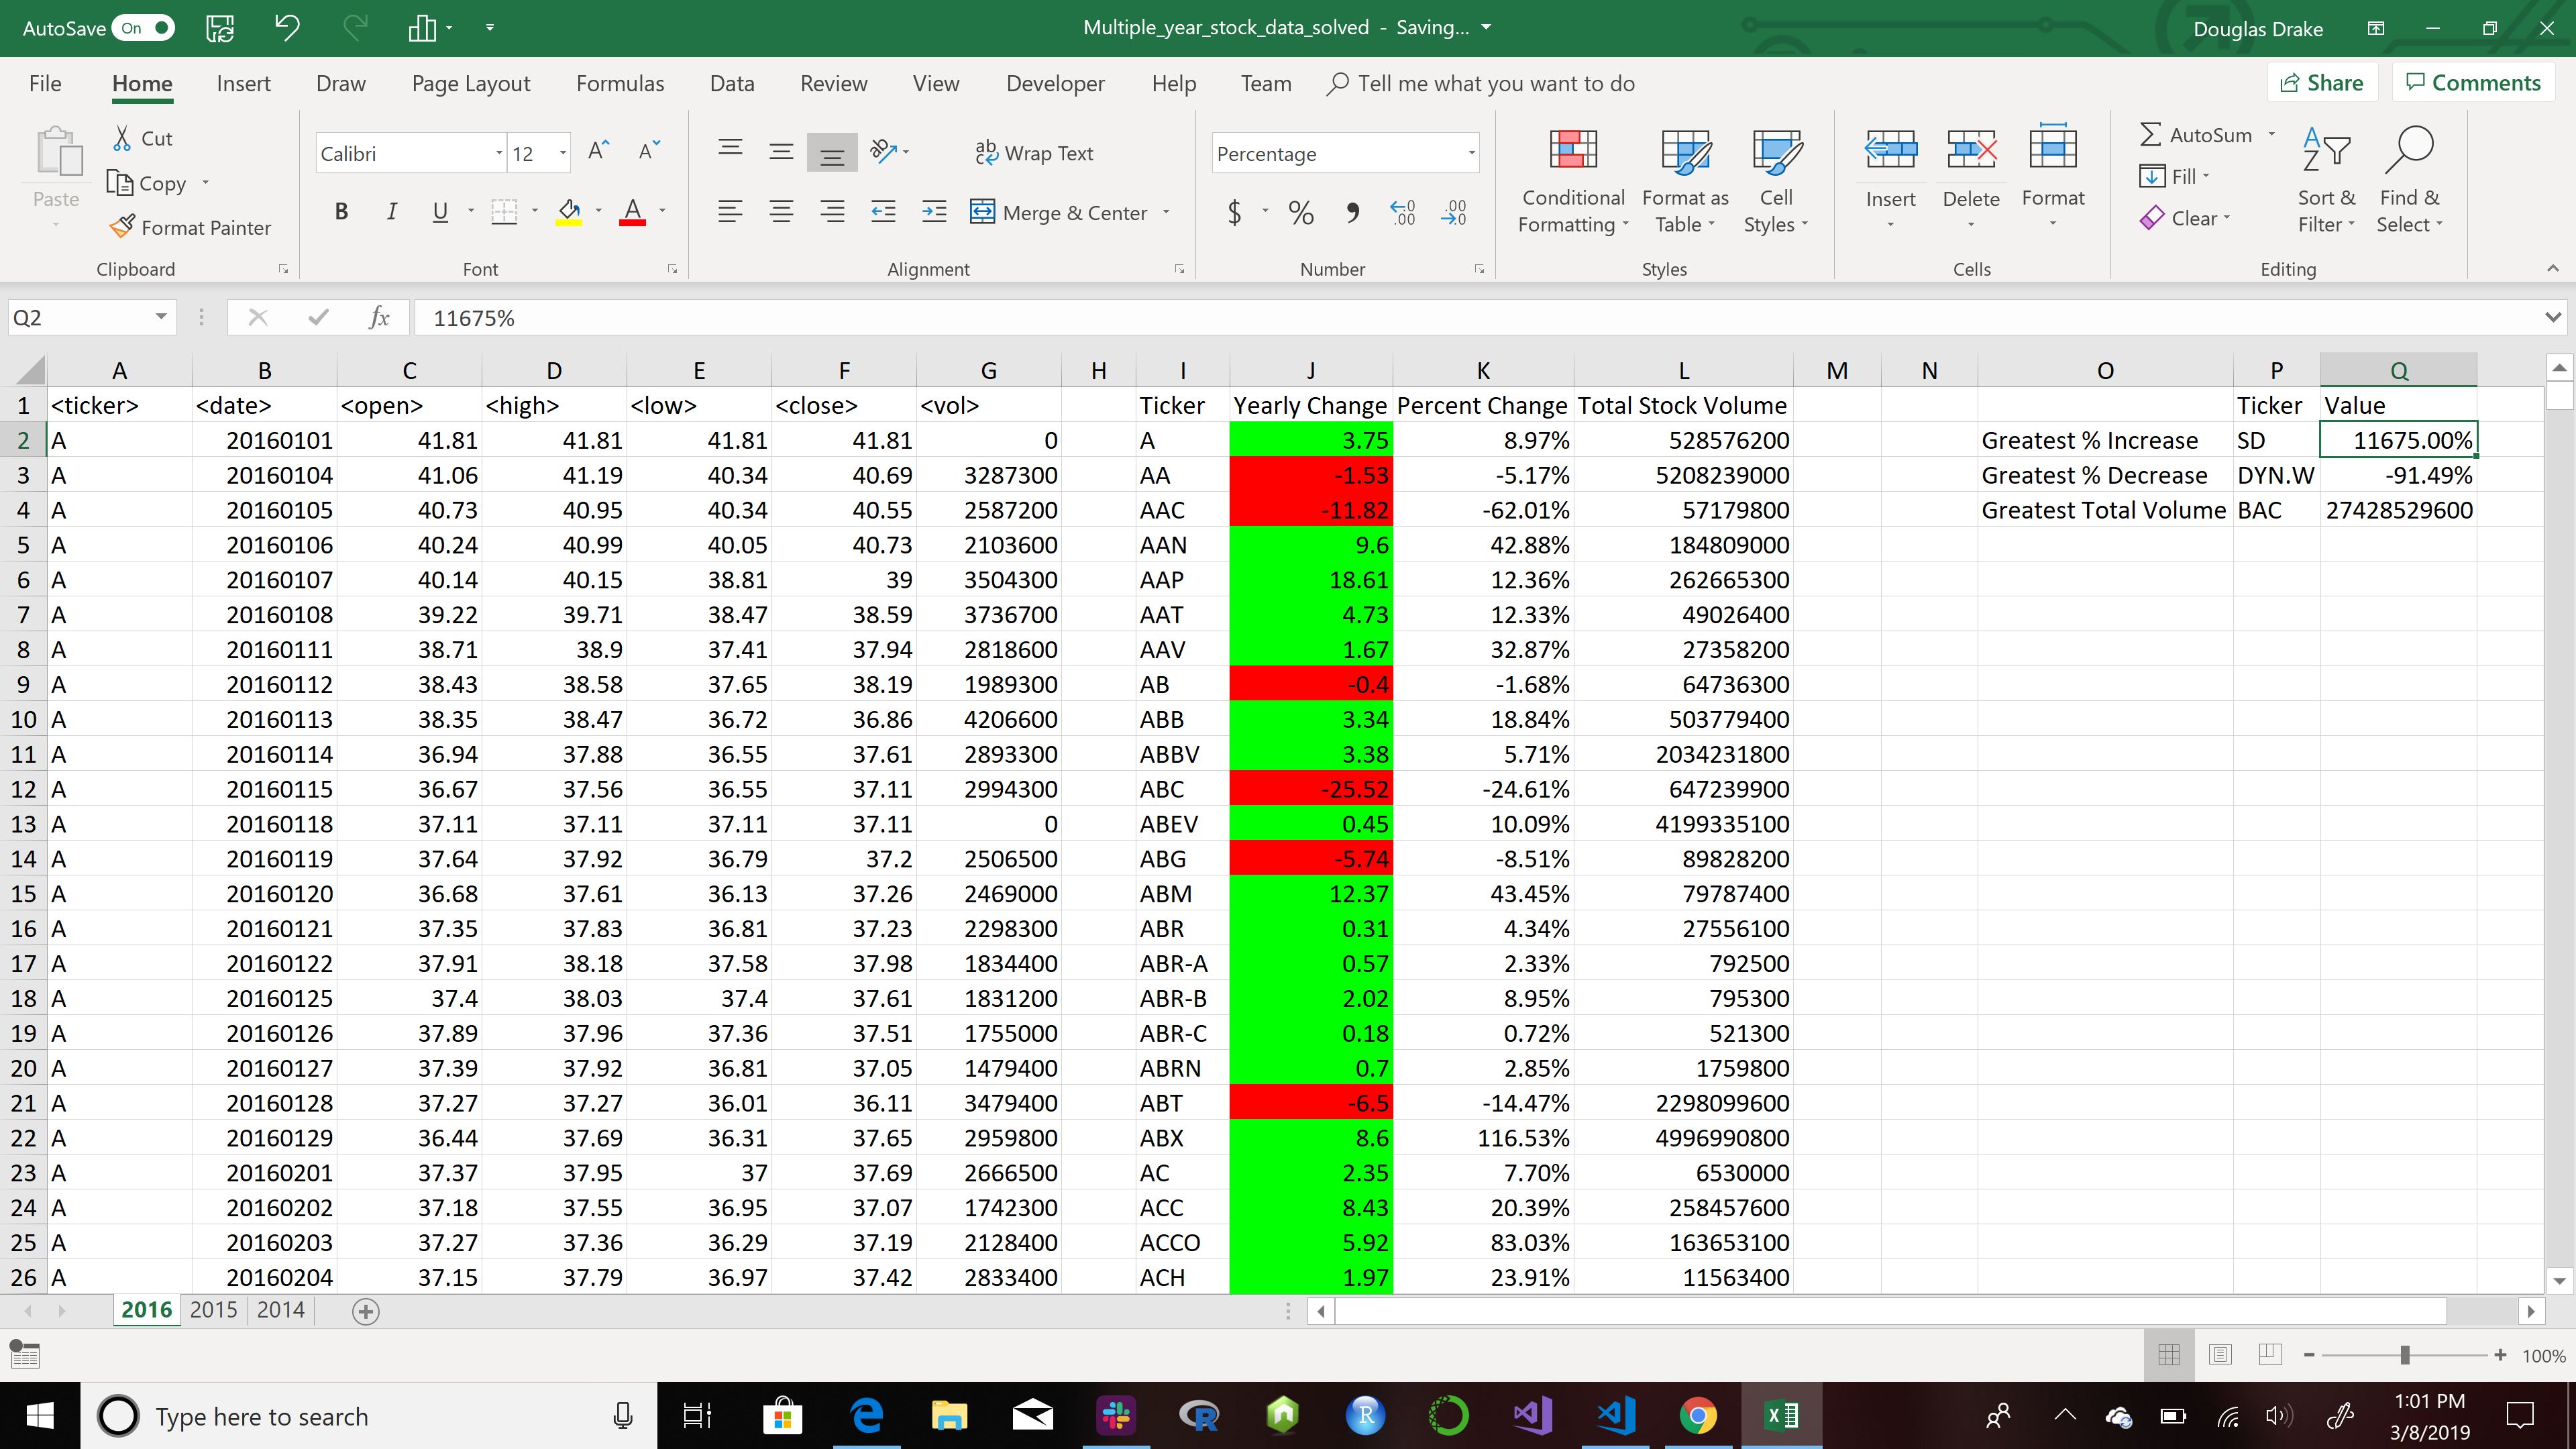 AutoSave On Multiple_year_stock_data_solved - Saving... Douglas Drake
File Home Insert Draw Page Layout Formulas Data Review View Developer Help Team Tell me what you want to do Share Comments
Paste Cut Copy Format Painter Clipboard
Calibri 12 B I U A Font
Wrap Text Merge & Center Alignment
Percentage $ % Number
Conditional Formatting Format as Table Cell Styles Styles
Insert Delete Format Cells
AutoSum Fill Clear Sort & Filter Find & Select Editing
Q2 fx 11675%
A B C D E F G H I J K L M N O P Q
1 <ticker> <date> <open> <high> <low> <close> <vol> Ticker Yearly Change Percent Change Total Stock Volume Ticker Value
2 A 20160101 41.81 41.81 41.81 41.81 0 A 3.75 8.97% 528576200 Greatest % Increase SD 11675.00%
3 A 20160104 41.06 41.19 40.34 40.69 3287300 AA -1.53 -5.17% 5208239000 Greatest % Decrease DYN.W -91.49%
4 A 20160105 40.73 40.95 40.34 40.55 2587200 AAC -11.82 -62.01% 57179800 Greatest Total Volume BAC 27428529600
5 A 20160106 40.24 40.99 40.05 40.73 2103600 AAN 9.6 42.88% 184809000
6 A 20160107 40.14 40.15 38.81 39 3504300 AAP 18.61 12.36% 262665300
7 A 20160108 39.22 39.71 38.47 38.59 3736700 AAT 4.73 12.33% 49026400
8 A 20160111 38.71 38.9 37.41 37.94 2818600 AAV 1.67 32.87% 27358200
9 A 20160112 38.43 38.58 37.65 38.19 1989300 AB -0.4 -1.68% 64736300
10 A 20160113 38.35 38.47 36.72 36.86 4206600 ABB 3.34 18.84% 503779400
11 A 20160114 36.94 37.88 36.55 37.61 2893300 ABBV 3.38 5.71% 2034231800
12 A 20160115 36.67 37.56 36.55 37.11 2994300 ABC -25.52 -24.61% 647239900
13 A 20160118 37.11 37.11 37.11 37.11 0 ABEV 0.45 10.09% 4199335100
14 A 20160119 37.64 37.92 36.79 37.2 2506500 ABG -5.74 -8.51% 89828200
15 A 20160120 36.68 37.61 36.13 37.26 2469000 ABM 12.37 43.45% 79787400
16 A 20160121 37.35 37.83 36.81 37.23 2298300 ABR 0.31 4.34% 27556100
17 A 20160122 37.91 38.18 37.58 37.98 1834400 ABR-A 0.57 2.33% 792500
18 A 20160125 37.4 38.03 37.4 37.61 1831200 ABR-B 2.02 8.95% 795300
19 A 20160126 37.89 37.96 37.36 37.51 1755000 ABR-C 0.18 0.72% 521300
20 A 20160127 37.39 37.92 36.81 37.05 1479400 ABRN 0.7 2.85% 1759800
21 A 20160128 37.27 37.27 36.01 36.11 3479400 ABT -6.5 -14.47% 2298099600
22 A 20160129 36.44 37.69 36.31 37.65 2959800 ABX 8.6 116.53% 4996990800
23 A 20160201 37.37 37.95 37 37.69 2666500 AC 2.35 7.70% 6530000
24 A 20160202 37.18 37.55 36.95 37.07 1742300 ACC 8.43 20.39% 258457600
25 A 20160203 37.27 37.36 36.29 37.19 2128400 ACCO 5.92 83.03% 163653100
26 A 20160204 37.15 37.79 36.97 37.42 2833400 ACH 1.97 23.91% 11563400
2016 2015 2014
100%
Type here to search
1:01 PM
3/8/2019